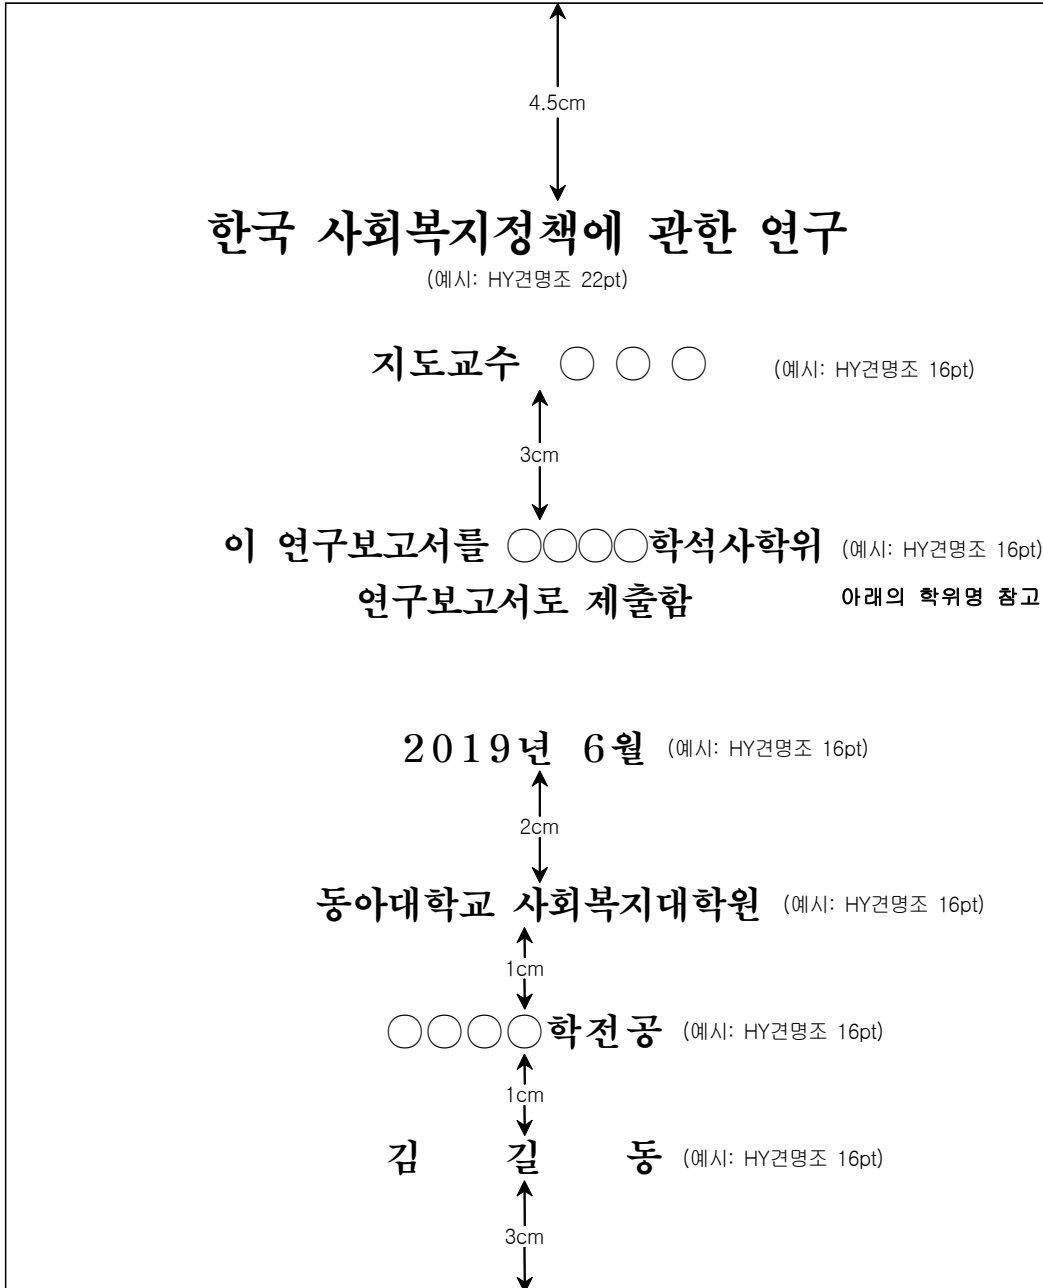 4.5cm
한국 사회복지정책에 관한 연구
(예시: HY견명조 22pt)
지도교수 ○ ○ ○ (예시: HY견명조 16pt)
3cm
이 연구보고서를 ○○○○학석사학위 (예시: HY견명조 16pt)
연구보고서로 제출함 아래의 학위명 참고
2019년 6월 (예시: HY견명조 16pt)
2cm
동아대학교 사회복지대학원 (예시: HY견명조 16pt)
1cm
○○○○학전공 (예시: HY견명조 16pt)
1cm
김 길 동 (예시: HY견명조 16pt)
3cm